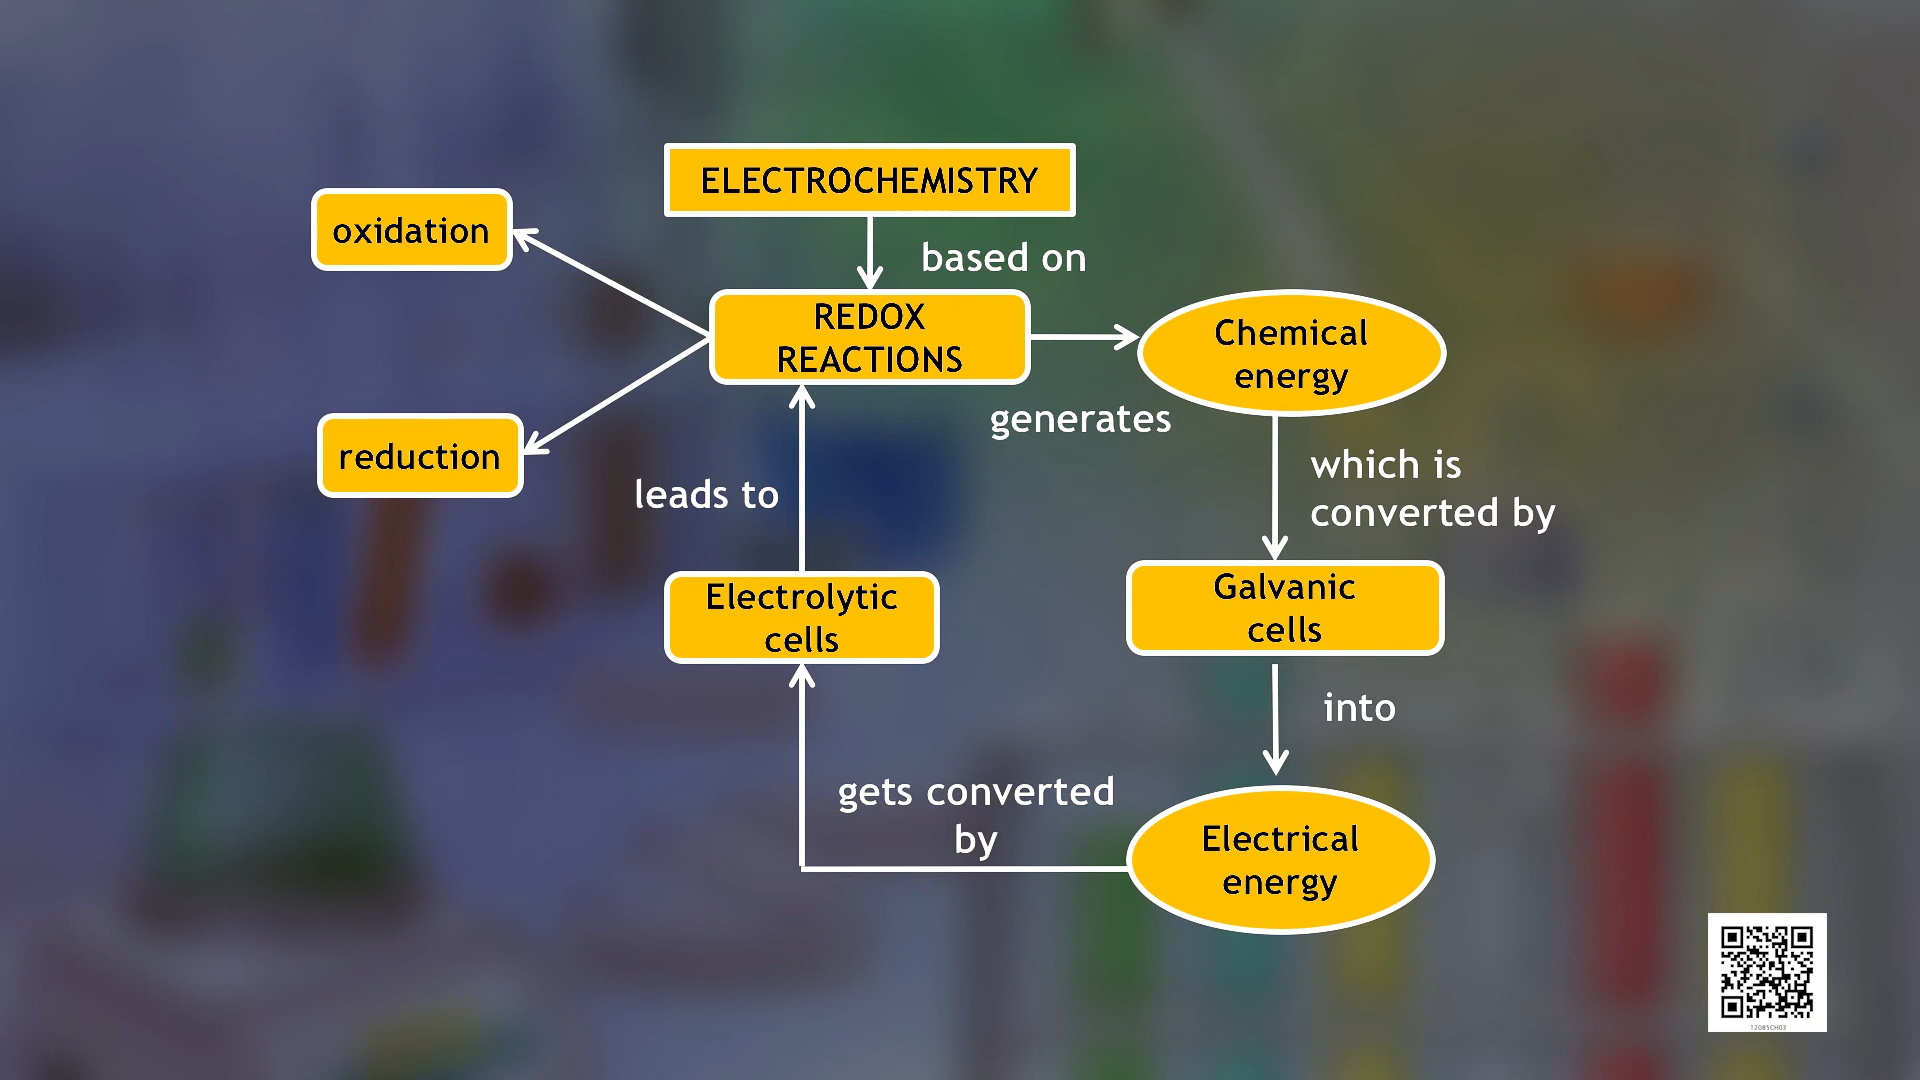 ELECTROCHEMISTRY
oxidation
based on
REDOX
REACTIONS
Chemical
energy
generates
reduction
which is
converted by
leads to
Electrolytic
cells
Galvanic
cells
into
gets converted
by
Electrical
energy
12085CH03